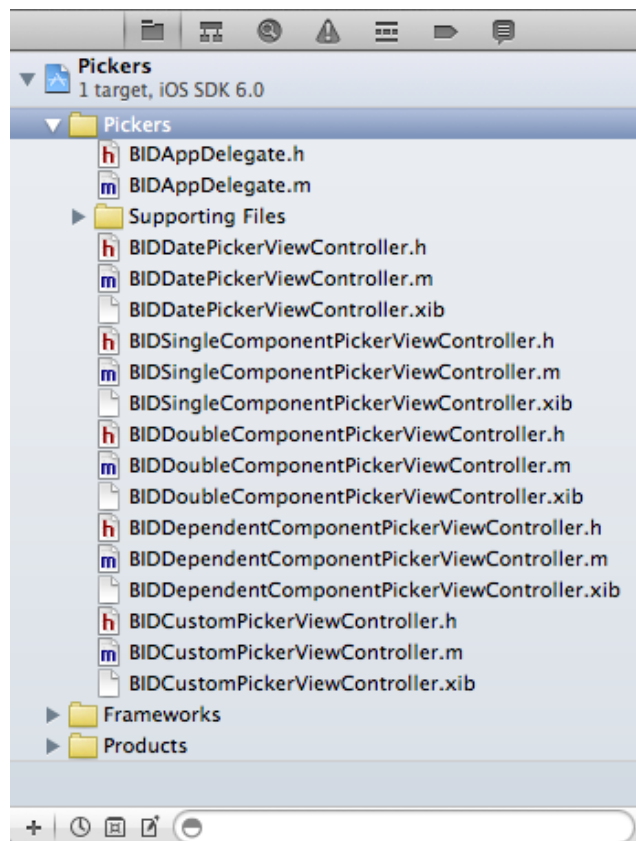 Pickers
1 target, iOS SDK 6.0
Pickers
h BIDAppDelegate.h
m BIDAppDelegate.m
Supporting Files
h BIDDatePickerViewController.h
m BIDDatePickerViewController.m
BIDDatePickerViewController.xib
h BIDSingleComponentPickerViewController.h
m BIDSingleComponentPickerViewController.m
BIDSingleComponentPickerViewController.xib
h BIDDoubleComponentPickerViewController.h
m BIDDoubleComponentPickerViewController.m
BIDDoubleComponentPickerViewController.xib
h BIDDependentComponentPickerViewController.h
m BIDDependentComponentPickerViewController.m
BIDDependentComponentPickerViewController.xib
h BIDCustomPickerViewController.h
m BIDCustomPickerViewController.m
BIDCustomPickerViewController.xib
Frameworks
Products